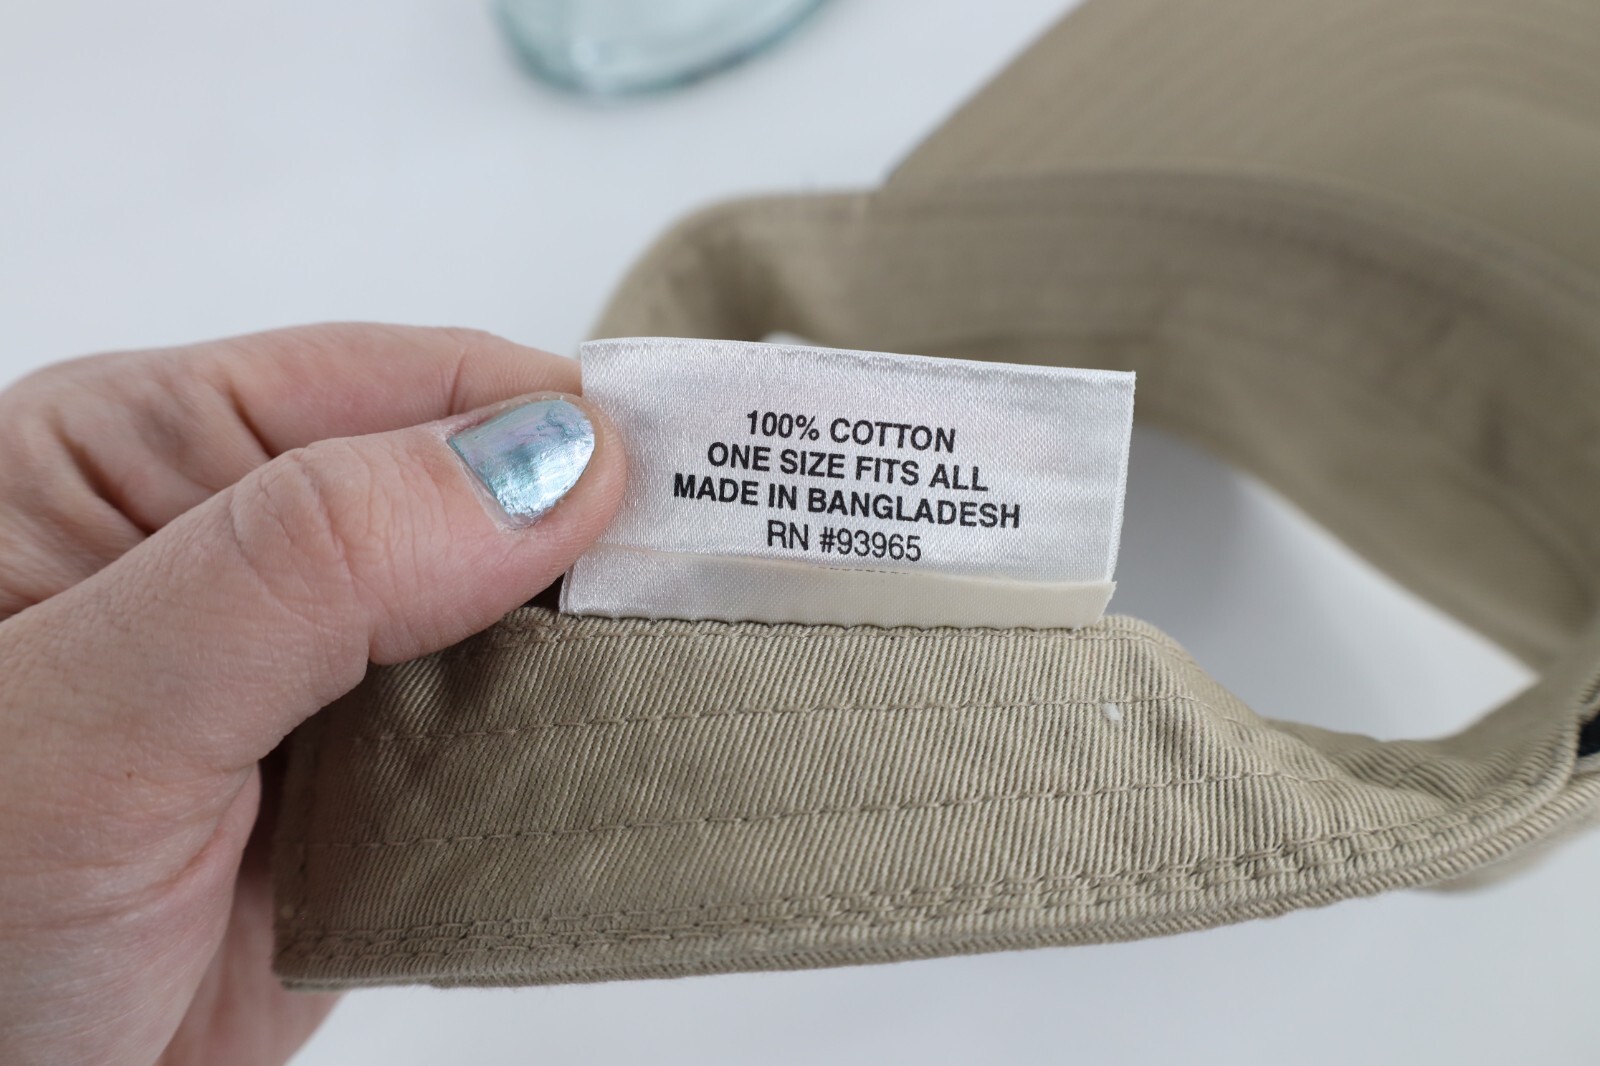 100% COTTON
ONE SIZE FITS ALL
MADE IN BANGLADESH
RN #93965